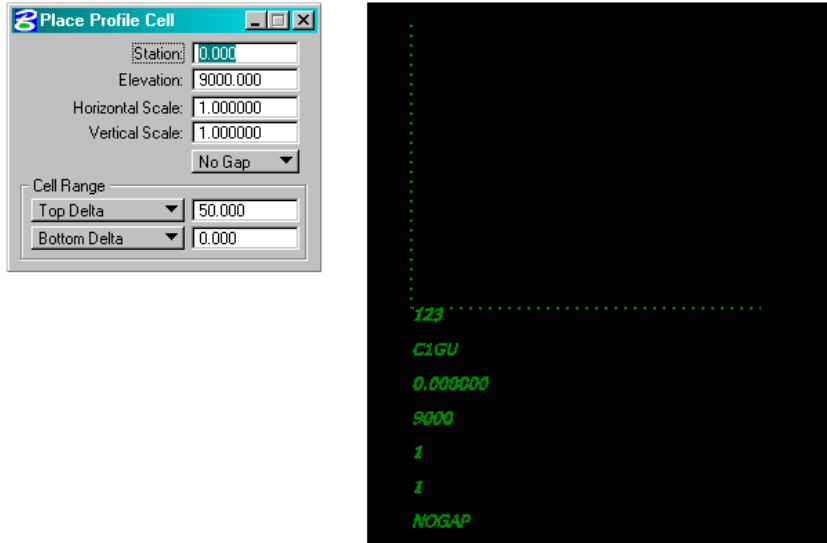 Place Profile Cell
Station: 0.000
Elevation: 9000.000
Horizontal Scale: 1.000000
Vertical Scale: 1.000000
No Gap
Cell Range
Top Delta 50.000
Bottom Delta 0.000
123
C1GU
0.000000
9000
1
1
NOGAP